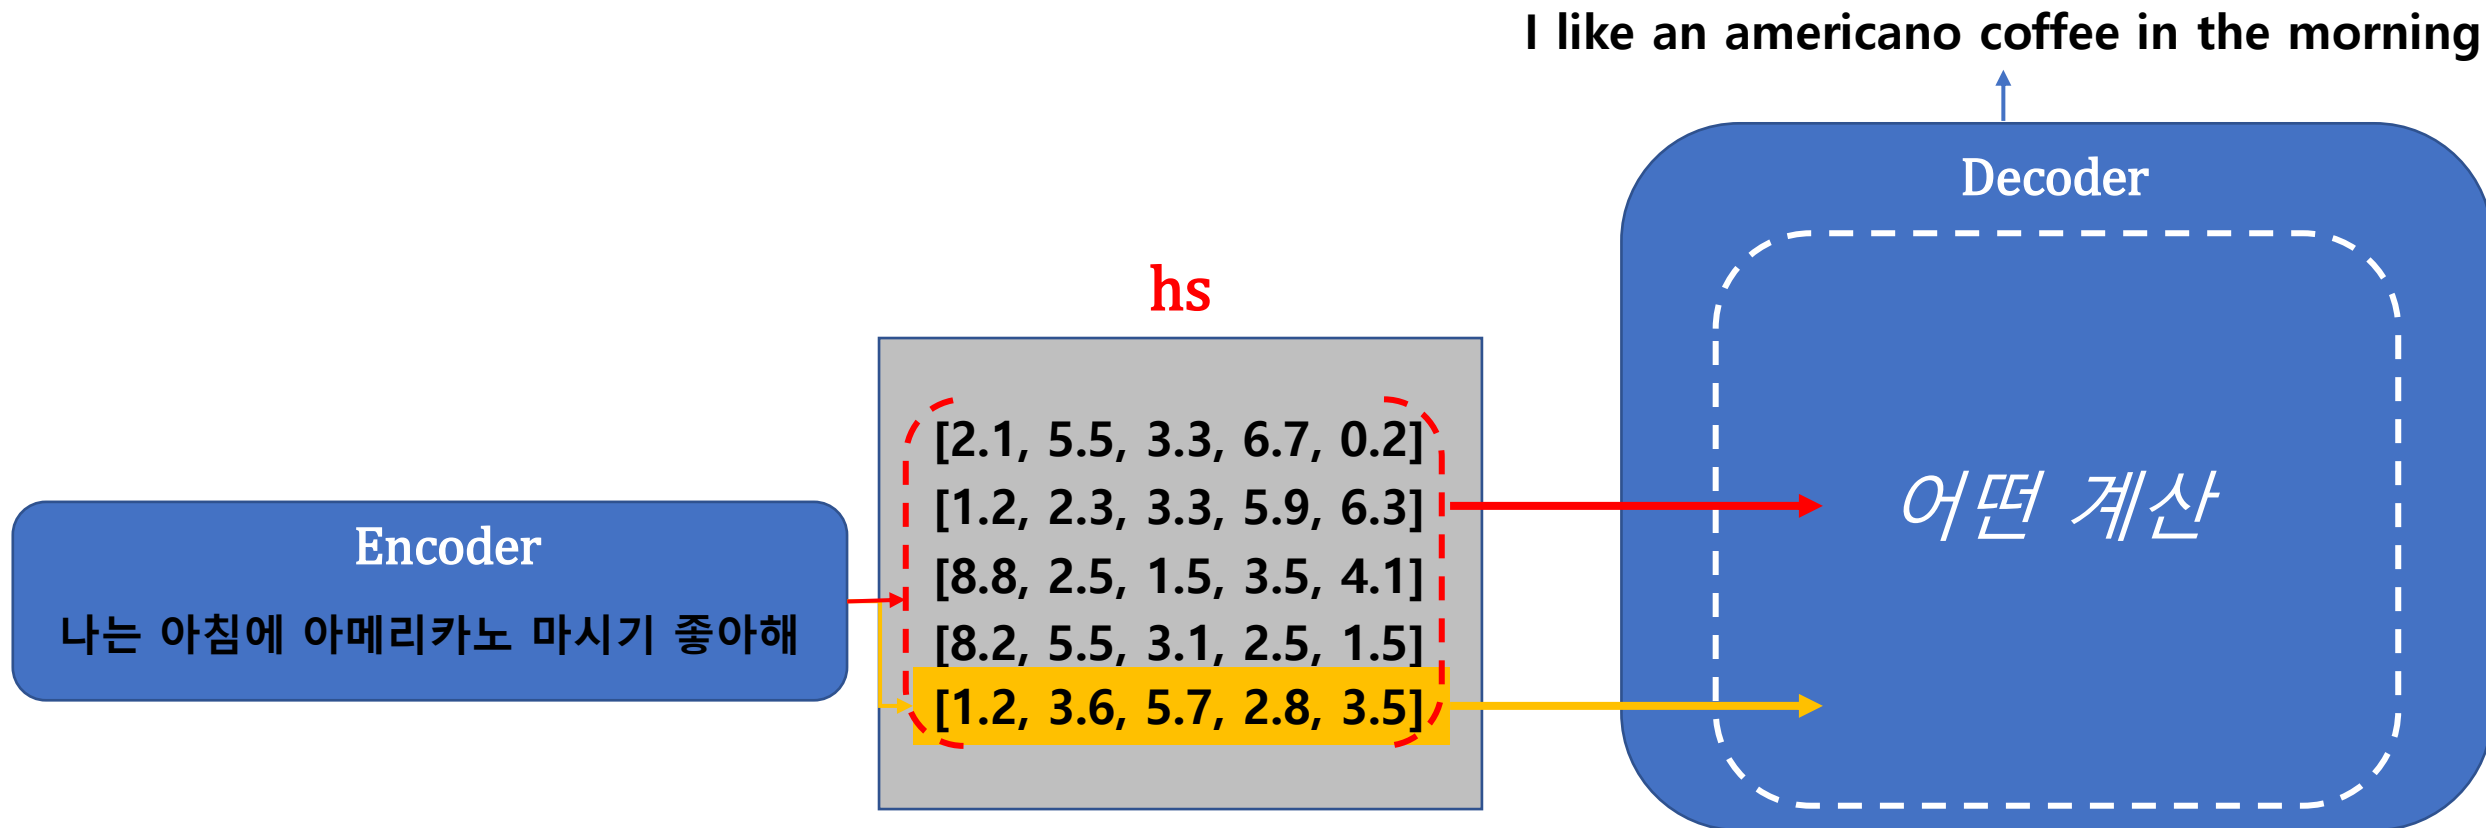 I like an americano coffee in the morning
Decoder
hs
[2.1, 5.5, 3.3, 6.7, 0.2]
[1.2, 2.3, 3.3, 5.9, 6.3]
[8.8, 2.5, 1.5, 3.5, 4.1]
[8.2, 5.5, 3.1, 2.5, 1.5]
[1.2, 3.6, 5.7, 2.8, 3.5]
어떤 계산
Encoder
나는 아침에 아메리카노 마시기 좋아해